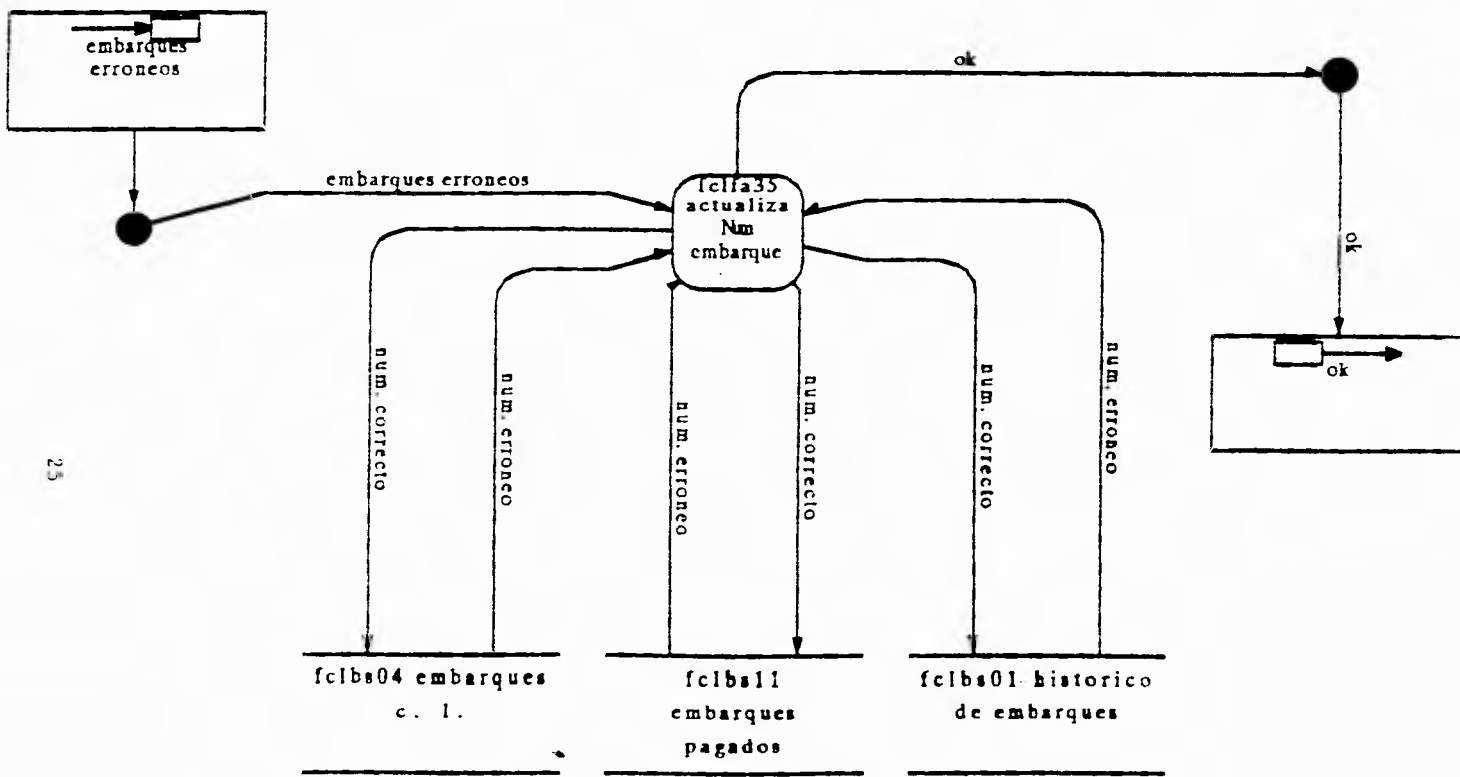 embarques
erroneos
ok
embarques erroneos
fclfa35
actualiza
Num
embarque
ok
ok
num. correcto
num. erroneo
num. erroneo
num. correcto
num. correcto
num. erroneo
25
fclbs04 embarques
c. l.
fclbs11
embarques
pagados
fclbs01 historico
de embarques